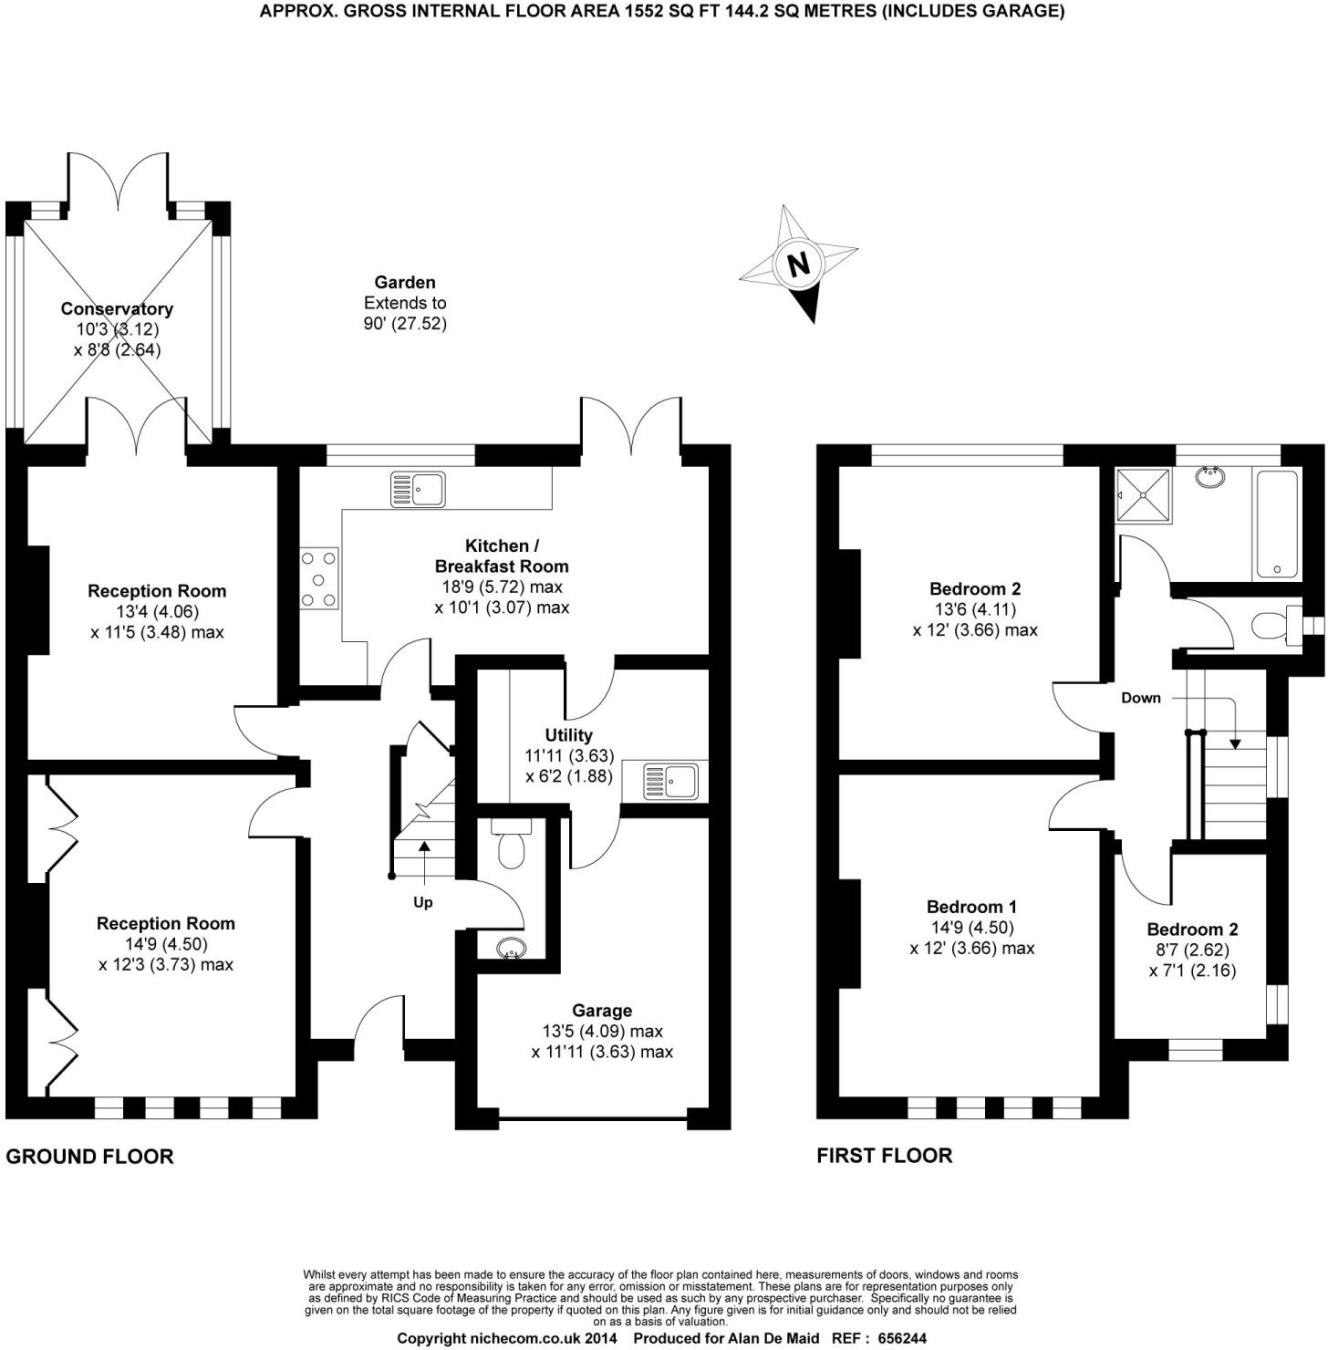 APPROX. GROSS INTERNAL FLOOR AREA 1552 SQ FT 144.2 SQ METRES (INCLUDES GARAGE)
N
Garden
Extends to
90' (27.52)
Conservatory
10'3 (3.12)
x 8'8 (2.64)
Kitchen /
Breakfast Room
18'9 (5.72) max
x 10'1 (3.07) max
Reception Room
13'4 (4.06)
x 11'5 (3.48) max
Utility
11'11 (3.63)
x 6'2 (1.88)
Up
Reception Room
14'9 (4.50)
x 12'3 (3.73) max
Garage
13'5 (4.09) max
x 11'11 (3.63) max
GROUND FLOOR
Bedroom 2
13'6 (4.11)
x 12' (3.66) max
Down
Bedroom 1
14'9 (4.50)
x 12' (3.66) max
Bedroom 2
8'7 (2.62)
x 7'1 (2.16)
FIRST FLOOR
Whilst every attempt has been made to ensure the accuracy of the floor plan contained here, measurements of doors, windows and rooms
are approximate and no responsibility is taken for any error, omission or misstatement. These plans are for representation purposes only
as defined by RICS Code of Measuring Practice and should be used as such by any prospective purchaser. Specifically no guarantee is
given on the total square footage of the property if quoted on this plan. Any figure given is for initial guidance only and should not be relied
on as a basis of valuation.
Copyright nichecom.co.uk 2014 Produced for Alan De Maid REF : 656244